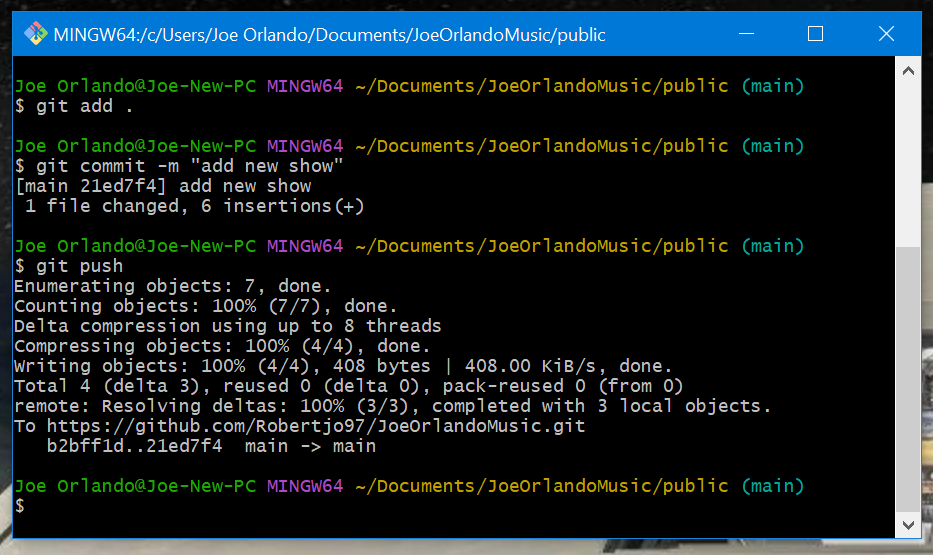 MINGW64:/c/Users/Joe Orlando/Documents/JoeOrlandoMusic/public
Joe Orlando@Joe-New-PC MINGW64 ~/Documents/JoeOrlandoMusic/public (main)
$ git add .
Joe Orlando@Joe-New-PC MINGW64 ~/Documents/JoeOrlandoMusic/public (main)
$ git commit -m "add new show"
[main 21ed7f4] add new show
 1 file changed, 6 insertions(+)
Joe Orlando@Joe-New-PC MINGW64 ~/Documents/JoeOrlandoMusic/public (main)
$ git push
Enumerating objects: 7, done.
Counting objects: 100% (7/7), done.
Delta compression using up to 8 threads
Compressing objects: 100% (4/4), done.
Writing objects: 100% (4/4), 408 bytes | 408.00 KiB/s, done.
Total 4 (delta 3), reused 0 (delta 0), pack-reused 0 (from 0)
remote: Resolving deltas: 100% (3/3), completed with 3 local objects.
To https://github.com/Robertjo97/JoeOrlandoMusic.git
   b2bff1d..21ed7f4  main -> main
Joe Orlando@Joe-New-PC MINGW64 ~/Documents/JoeOrlandoMusic/public (main)
$